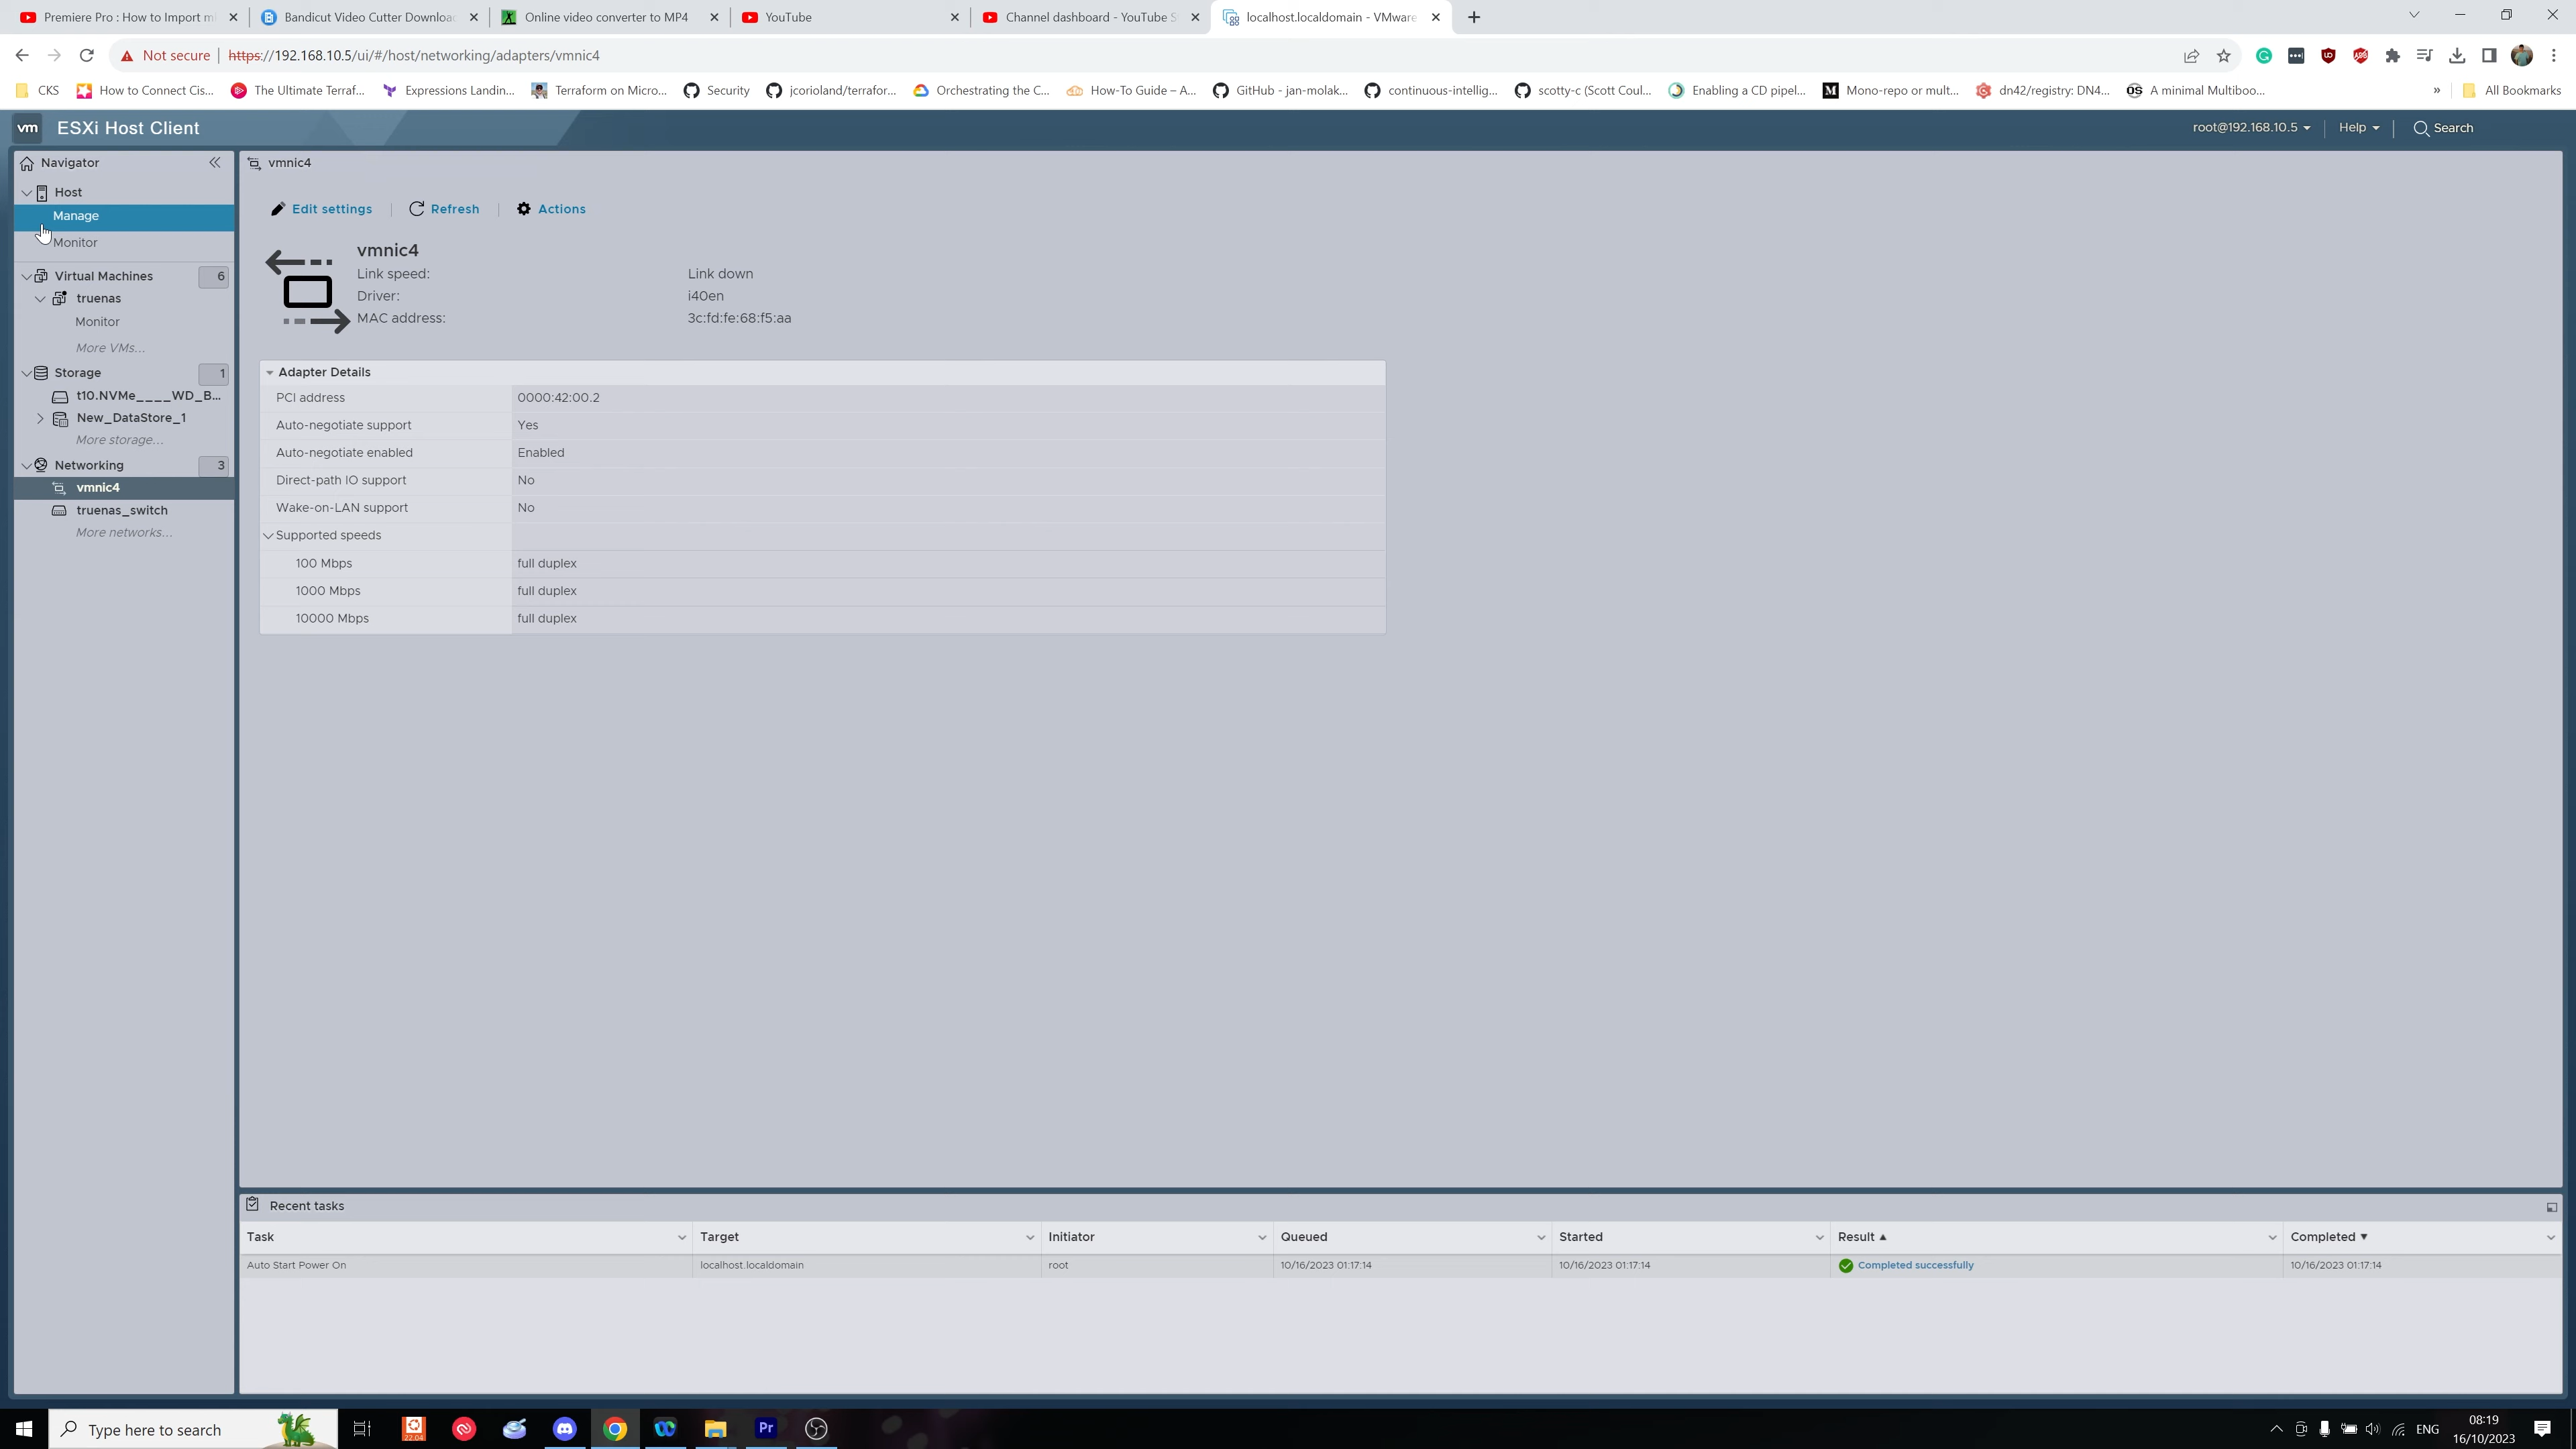 Premiere Pro : How to Import mi
Bandicut Video Cutter Downloa
Online video converter to MP4
YouTube
Channel dashboard - YouTube S
localhost.localdomain - VMware
Not secure
https://192.168.10.5/ui/#/host/networking/adapters/vmnic4
CKS
How to Connect Cis...
The Ultimate Terraf...
Expressions Landin...
Terraform on Micro...
Security
jcorioland/terrafor...
Orchestrating the C...
How-To Guide – A...
GitHub - jan-molak...
continuous-intellig...
scotty-c (Scott Coul...
Enabling a CD pipel...
Mono-repo or mult...
dn42/registry: DN4...
A minimal Multiboo...
»
All Bookmarks
vm
ESXi Host Client
root@192.168.10.5
Help
Search
Navigator
Host
Manage
Monitor
Virtual Machines
6
truenas
Monitor
More VMs...
Storage
1
t10.NVMe____WD_B...
New_DataStore_1
More storage...
Networking
3
vmnic4
truenas_switch
More networks...
vmnic4
Edit settings
Refresh
Actions
vmnic4
Link speed:
Link down
Driver:
i40en
MAC address:
3c:fd:fe:68:f5:aa
Adapter Details
PCI address
0000:42:00.2
Auto-negotiate support
Yes
Auto-negotiate enabled
Enabled
Direct-path IO support
No
Wake-on-LAN support
No
Supported speeds
100 Mbps
full duplex
1000 Mbps
full duplex
10000 Mbps
full duplex
Recent tasks
Task
Target
Initiator
Queued
Started
Result
Completed
Auto Start Power On
localhost.localdomain
root
10/16/2023 01:17:14
10/16/2023 01:17:14
Completed successfully
10/16/2023 01:17:14
Type here to search
22.04
Pr
ENG
08:19
16/10/2023